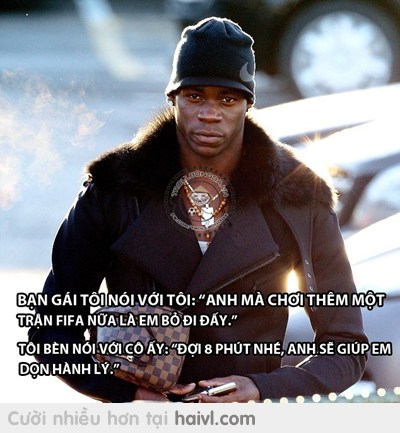 BẠN GÁI TÔI NÓI VỚI TÔI: “ANH MÀ CHƠI THÊM MỘT
TRẬN FIFA NỮA LÀ EM BỎ ĐI ĐẤY.”
TÔI BÈN NÓI VỚI CÔ ẤY: “ĐỢI 8 PHÚT NHÉ, ANH SẼ GIÚP EM
DỌN HÀNH LÝ.”
Cười nhiều hơn tại haivl.com